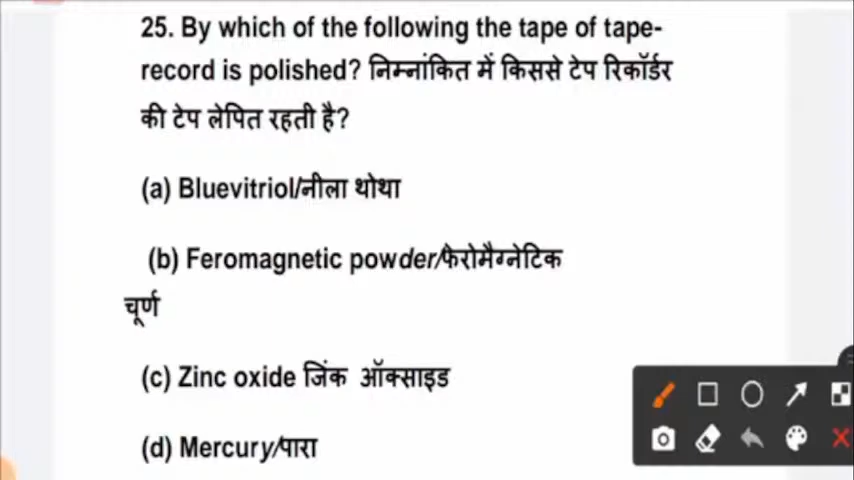 25. By which of the following the tape of tape-
record is polished? निम्नांकित में किससे टेप रिकॉर्डर
की टेप लेपित रहती है?
(a) Bluevitriol/नीला थोथा
(b) Feromagnetic powder/फेरोमैग्नेटिक
चूर्ण
(c) Zinc oxide जिंक ऑक्साइड
(d) Mercury/पारा